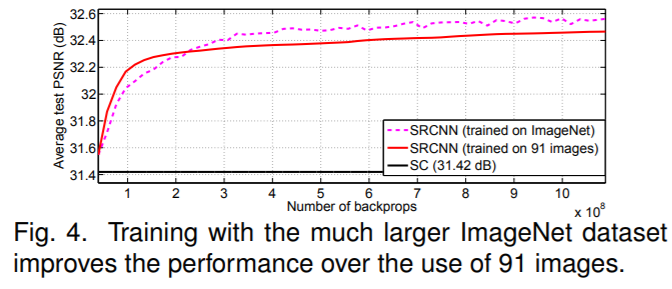 Average test PSNR (dB)
32.6
32.4
32.2
32
31.8
31.6
31.4
SRCNN (trained on ImageNet)
SRCNN (trained on 91 images)
SC (31.42 dB)
1 2 3 4 5 6 7 8 9 10
Number of backprops
x 10^8
Fig. 4. Training with the much larger ImageNet dataset
improves the performance over the use of 91 images.